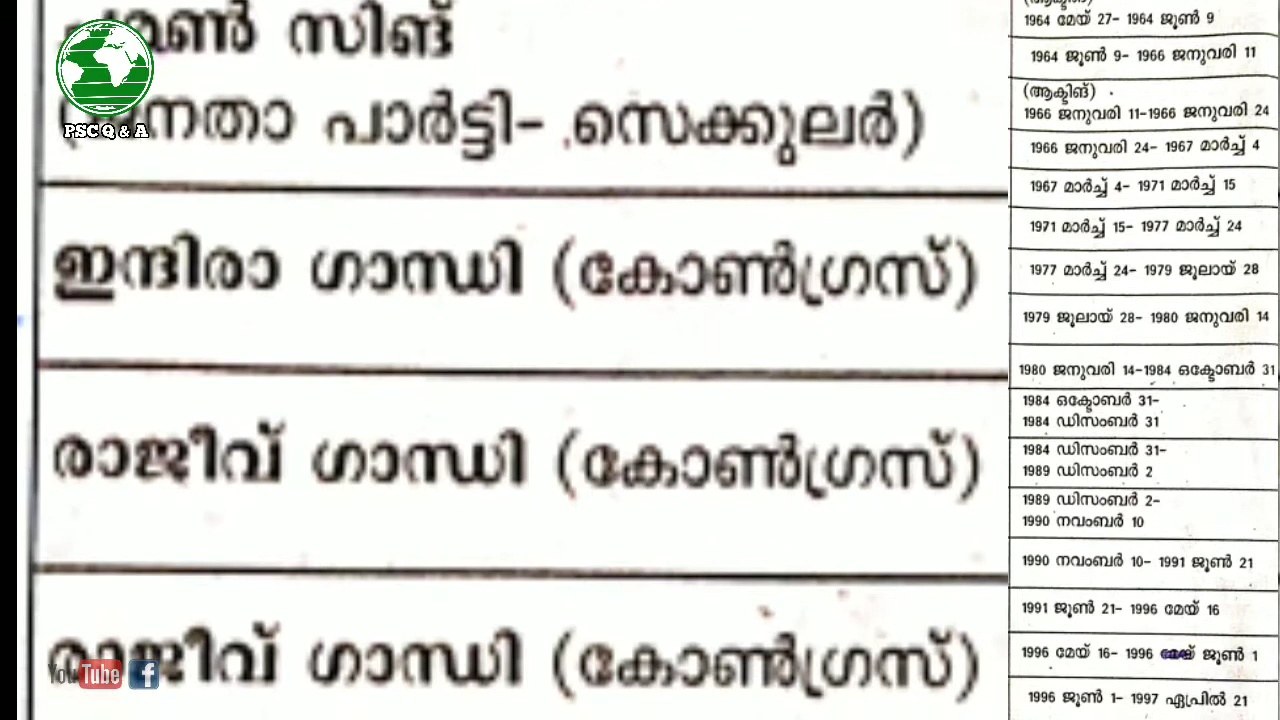 സിങ്
PSC Q & A
പാർട്ടി- സെക്കുലർ)
ഇന്ദിരാ ഗാന്ധി (കോൺഗ്രസ്)
രാജീവ് ഗാന്ധി (കോൺഗ്രസ്)
രാജീവ് ഗാന്ധി (കോൺഗ്രസ്)
YouTube f
1964 മേയ് 27- 1964 ജൂൺ 9
1964 ജൂൺ 9- 1966 ജനുവരി 11
(ആക്ടിങ്)
1966 ജനുവരി 11-1966 ജനുവരി 24
1966 ജനുവരി 24- 1967 മാർച്ച് 4
1967 മാർച്ച് 4- 1971 മാർച്ച് 15
1971 മാർച്ച് 15- 1977 മാർച്ച് 24
1977 മാർച്ച് 24- 1979 ജൂലായ് 28
1979 ജൂലായ് 28- 1980 ജനുവരി 14
1980 ജനുവരി 14-1984 ഒക്ടോബർ 31
1984 ഒക്ടോബർ 31-
1984 ഡിസംബർ 31
1984 ഡിസംബർ 31-
1989 ഡിസംബർ 2
1989 ഡിസംബർ 2-
1990 നവംബർ 10
1990 നവംബർ 10- 1991 ജൂൺ 21
1991 ജൂൺ 21- 1996 മേയ് 16
1996 മേയ് 16- 1996 ജൂൺ 1
1996 ജൂൺ 1- 1997 ഏപ്രിൽ 21